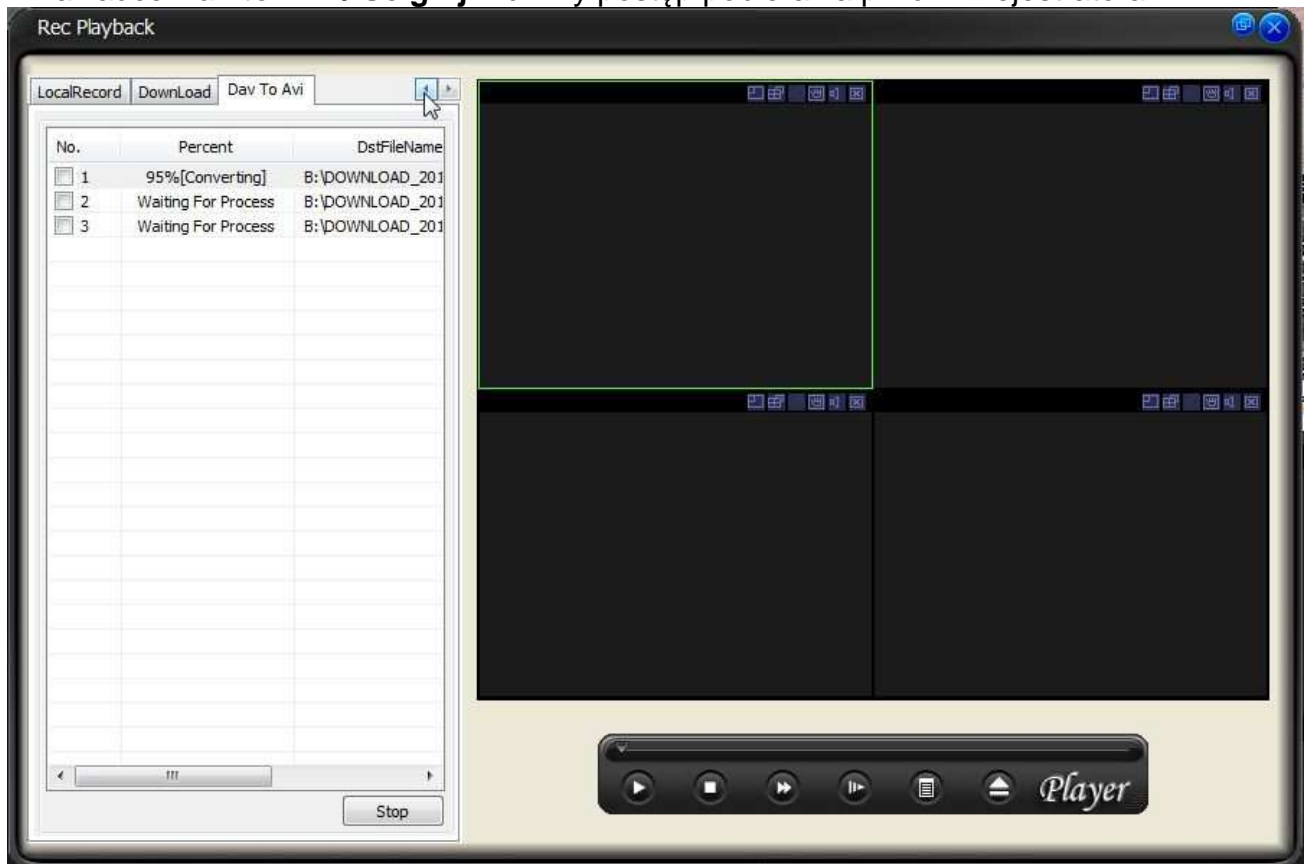 Rec Playback
LocalRecord DownLoad Dav To Avi
No. Percent DstFileName
1 95%[Converting] B:\DOWNLOAD_201
2 Waiting For Process B:\DOWNLOAD_201
3 Waiting For Process B:\DOWNLOAD_201
Stop
Player